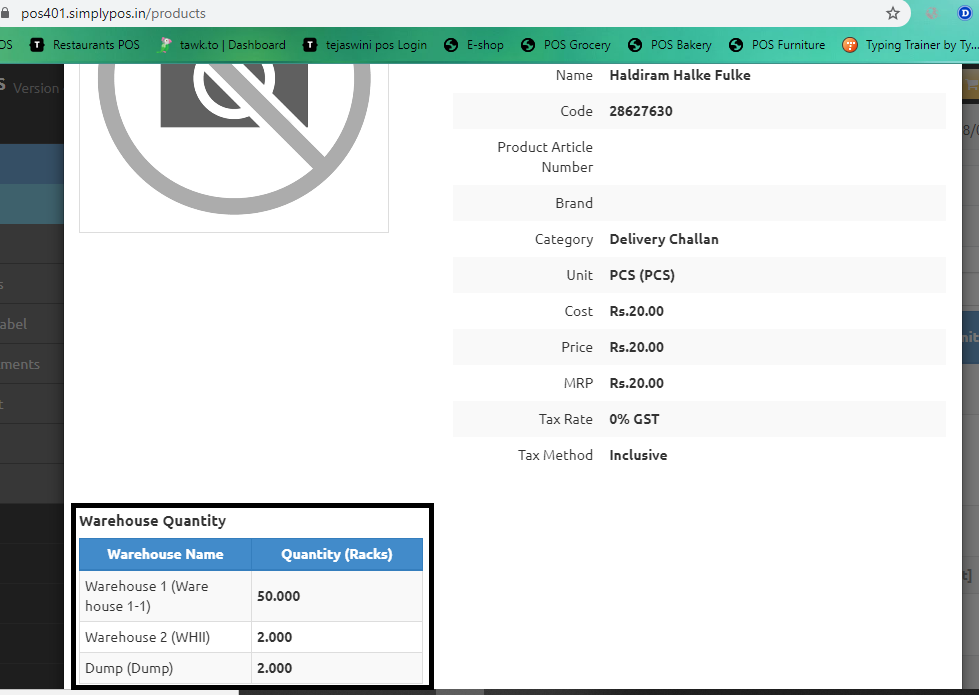 pos401.simplypos.in/products
OS Restaurants POS tawk.to | Dashboard tejaswini pos Login E-shop POS Grocery POS Bakery POS Furniture Typing Trainer by Ty...
S Version
Name Haldiram Halke Fulke
Code 28627630
Product Article
Number
Brand
Category Delivery Challan
Unit PCS (PCS)
Cost Rs.20.00
Price Rs.20.00
MRP Rs.20.00
Tax Rate 0% GST
Tax Method Inclusive
abel
ments
Warehouse Quantity
Warehouse Name Quantity (Racks)
Warehouse 1 (Ware
house 1-1) 50.000
Warehouse 2 (WHII) 2.000
Dump (Dump) 2.000